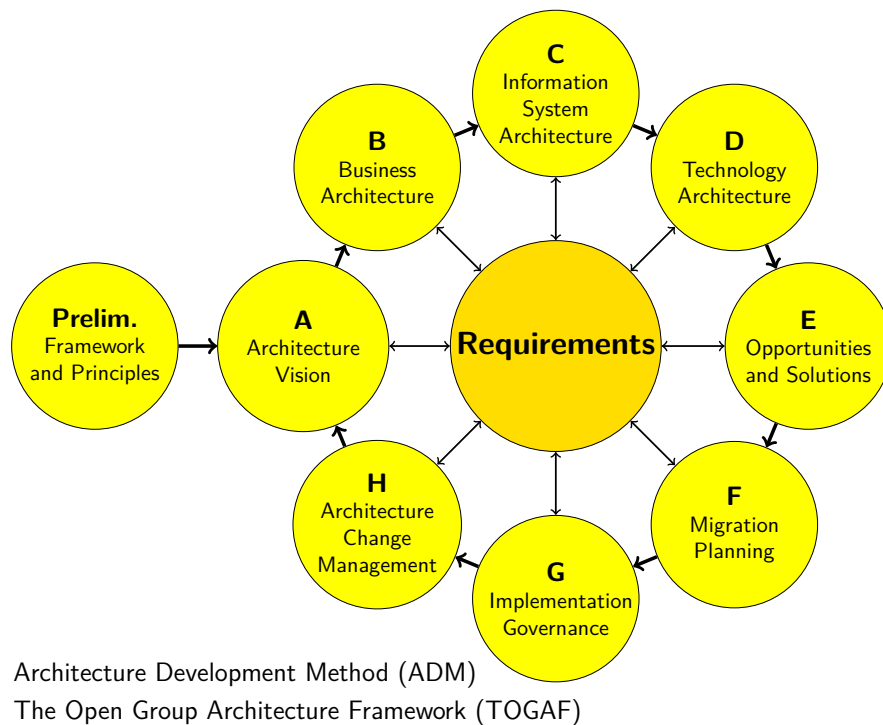 C
Information
System
Architecture
B
Business
Architecture
D
Technology
Architecture
Prelim.
Framework
and Principles
A
Architecture
Vision
Requirements
E
Opportunities
and Solutions
H
Architecture
Change
Management
F
Migration
Planning
G
Implementation
Governance
Architecture Development Method (ADM)
The Open Group Architecture Framework (TOGAF)